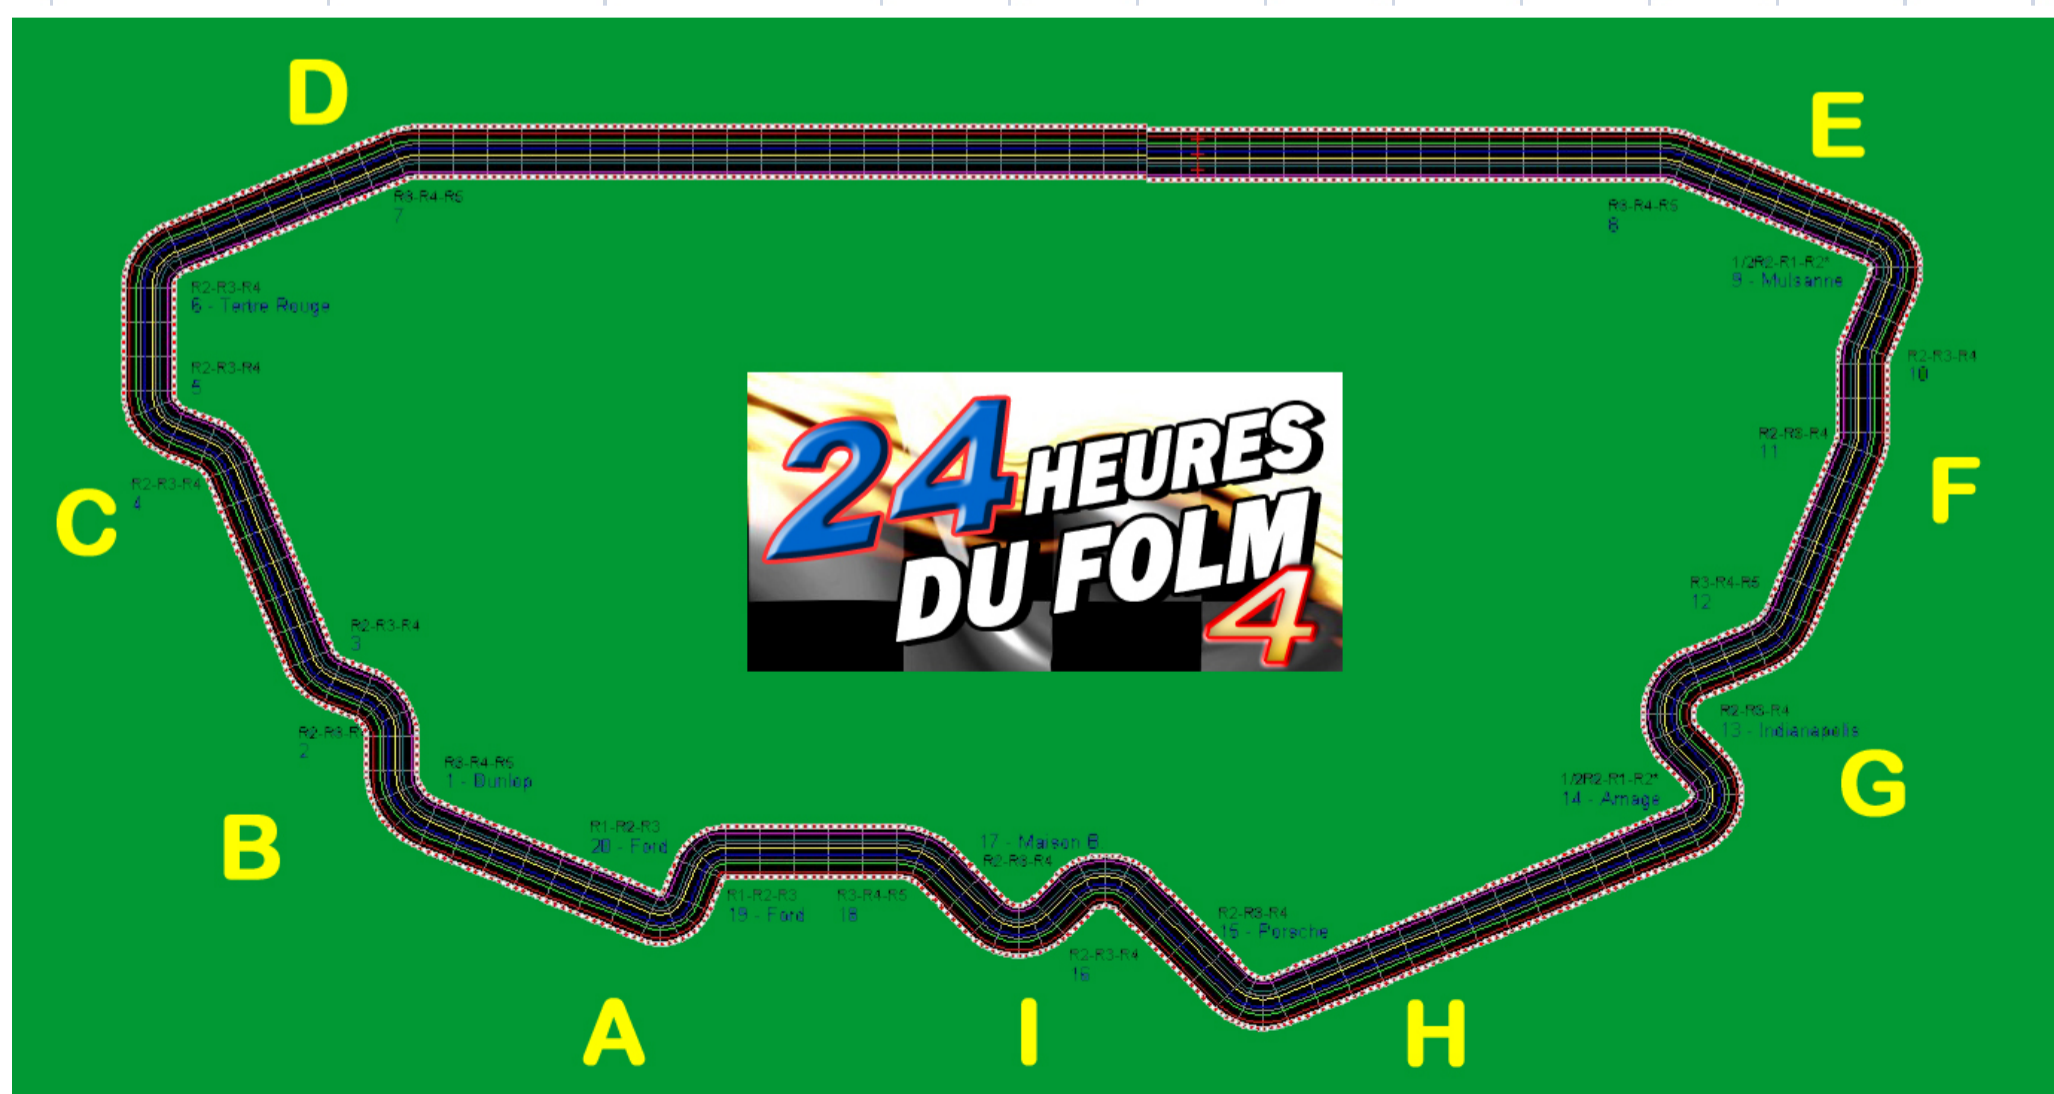 D
E
R3-R4-R5
7
R3-R4-R5
8
1/2R2-R1-R2*
9 - Mulsanne
R2-R3-R4
6 - Tertre Rouge
R2-R3-R4
10
R2-R3-R4
5
24 HEURES
DU FOLM
4
R2-R3-R4
11
F
R2-R3-R4
4
C
R3-R4-R5
12
R2-R3-R4
3
R2-R3-R4
13 - Indianapolis
2
R3-R4-R5
1 - Dunlop
1/2R2-R1-R2*
14 - Arnage
G
B
R1-R2-R3
20 - Ford
17 - Maison B
R2-R3-R4
R1-R2-R3
19 - Ford
R3-R4-R5
18
R2-R3-R4
15 - Porsche
R2-R3-R4
16
A
I
H